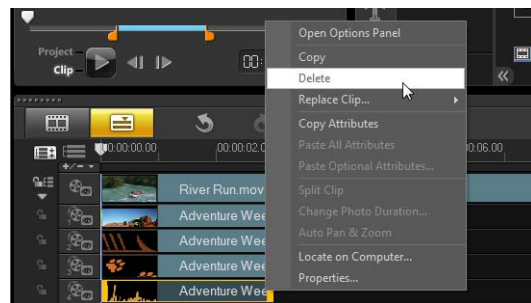 Project
Clip
00:
Open Options Panel
Copy
Delete
Replace Clip...
Copy Attributes
Paste All Attributes
Paste Optional Attributes...
Split Clip
Change Photo Duration...
Auto Pan & Zoom
Locate on Computer...
Properties...
00:00:00.00
00:00:02.0
0:06.00
River Run.mov
Adventure Wee
Adventure Wee
Adventure Wee
Adventure Wee